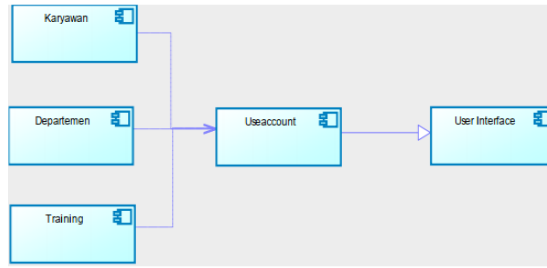 Karyawan
Departemen
Useaccount
User Interface
Training